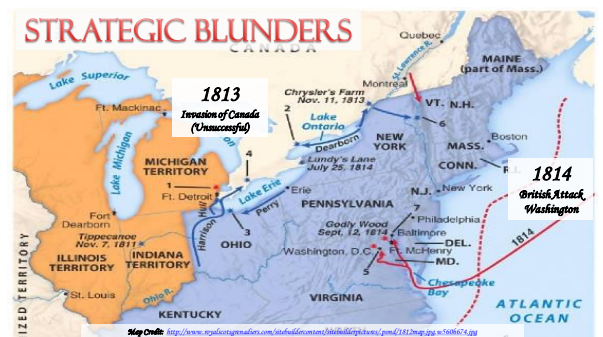 STRATEGIC BLUNDERS
CANADA
Quebec
St. Lawrence R.
MAINE
(part of Mass.)
Lake Superior
Montreal
1813
Invasion of Canada
(Unsuccessful)
Chrysler's Farm
Nov. 11, 1813
Ft. Mackinac
2
VT.
N.H.
Lake
Ontario
6
Lake Michigan
Dearborn
NEW
YORK
Boston
MASS.
4
Lundy's Lane
July 25, 1814
CONN.
R.I.
MICHIGAN
TERRITORY
1814
British Attack
Washington
1
Ft. Detroit
Lake Erie
Erie
N.J.
New York
Hull
Perry
PENNSYLVANIA
7
Fort
Dearborn
Harrison
3
Philadelphia
Tippecanoe
Nov. 7, 1811
OHIO
Godly Wood
Sept. 12, 1814
Baltimore
DEL.
1814
Washington, D.C.
Ft. McHenry
ILLINOIS
TERRITORY
INDIANA
TERRITORY
5
MD.
Chesapeake
Bay
IZED TERRITORY
St. Louis
Ohio R.
VIRGINIA
ATLANTIC
OCEAN
KENTUCKY
Map Credit: http://www.royalscotsgrenadiers.com/sitebuildercontent/sitebuilderpictures/.pond/1812map.jpg.w560h674.jpg